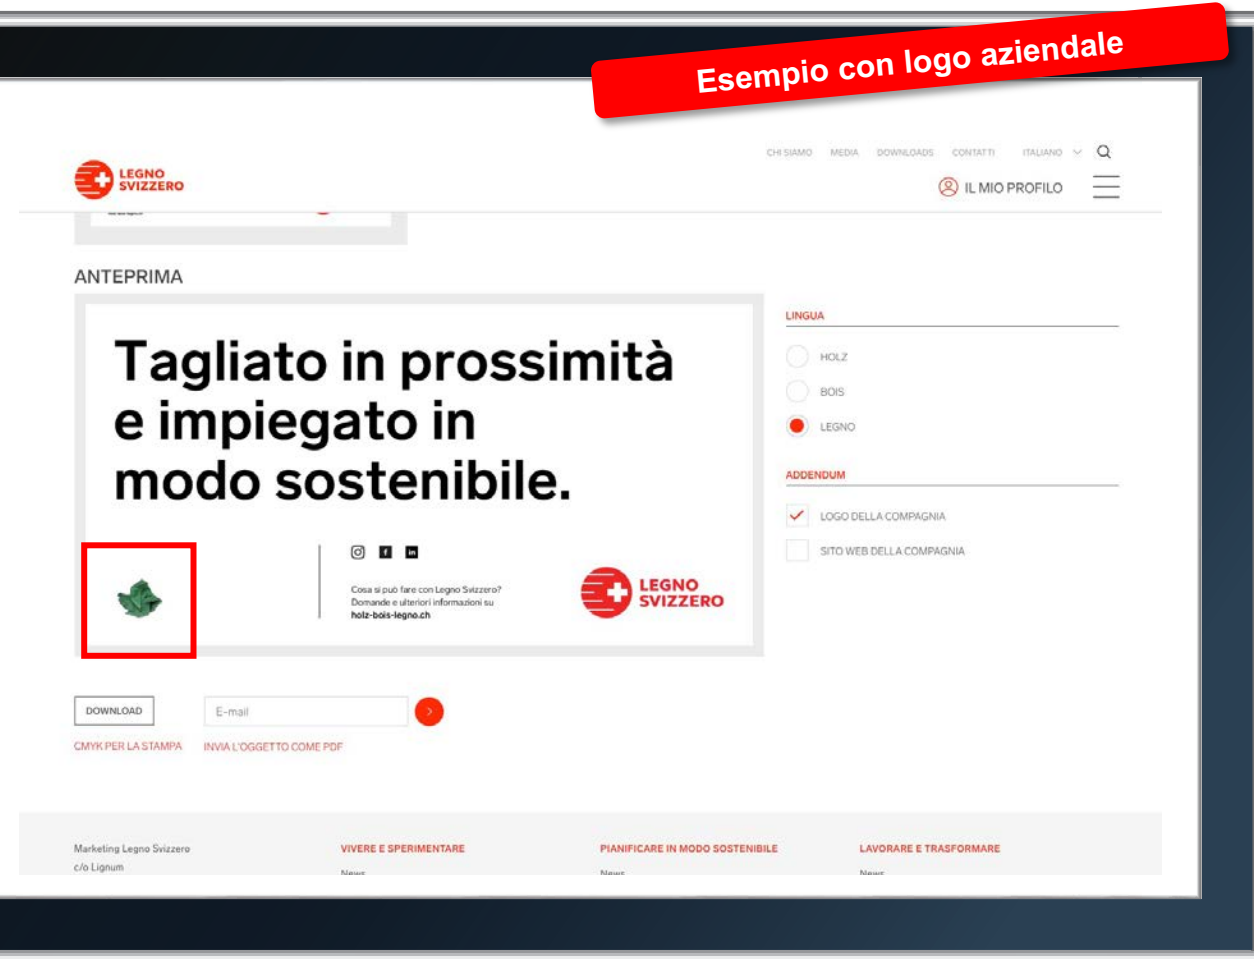 Esempio con logo aziendale
CHI SIAMO MEDIA DOWNLOADS CONTATTI ITALIANO
LEGNO
SVIZZERO
IL MIO PROFILO
ANTEPRIMA
Tagliato in prossimità
e impiegato in
modo sostenibile.
Cosa si può fare con Legno Svizzero?
Domande e ulteriori informazioni su
holz-bois-legno.ch
LEGNO
SVIZZERO
LINGUA
HOLZ
BOIS
LEGNO
ADDENDUM
LOGO DELLA COMPAGNIA
SITO WEB DELLA COMPAGNIA
DOWNLOAD
E-mail
CMYK PER LA STAMPA
INVIA L'OGGETTO COME PDF
Marketing Legno Svizzero
c/o Lignum
VIVERE E SPERIMENTARE
News
PIANIFICARE IN MODO SOSTENIBILE
News
LAVORARE E TRASFORMARE
News